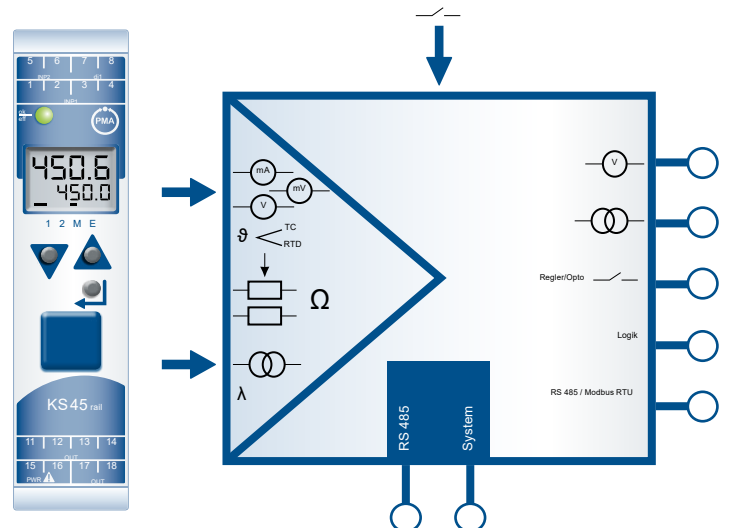 5 6 7 8
INP2 d/I
1 2 3 4
INP1
ok
err
PMA
450.6
450.0
1 2 M E
KS 45 rail
11 12 13 14
OUT
15 16 17 18
PWR OUT
mA
mV
V
ϑ
TC
RTD
Ω
λ
V
Regler/Opto
Logik
RS 485 / Modbus RTU
RS 485
System